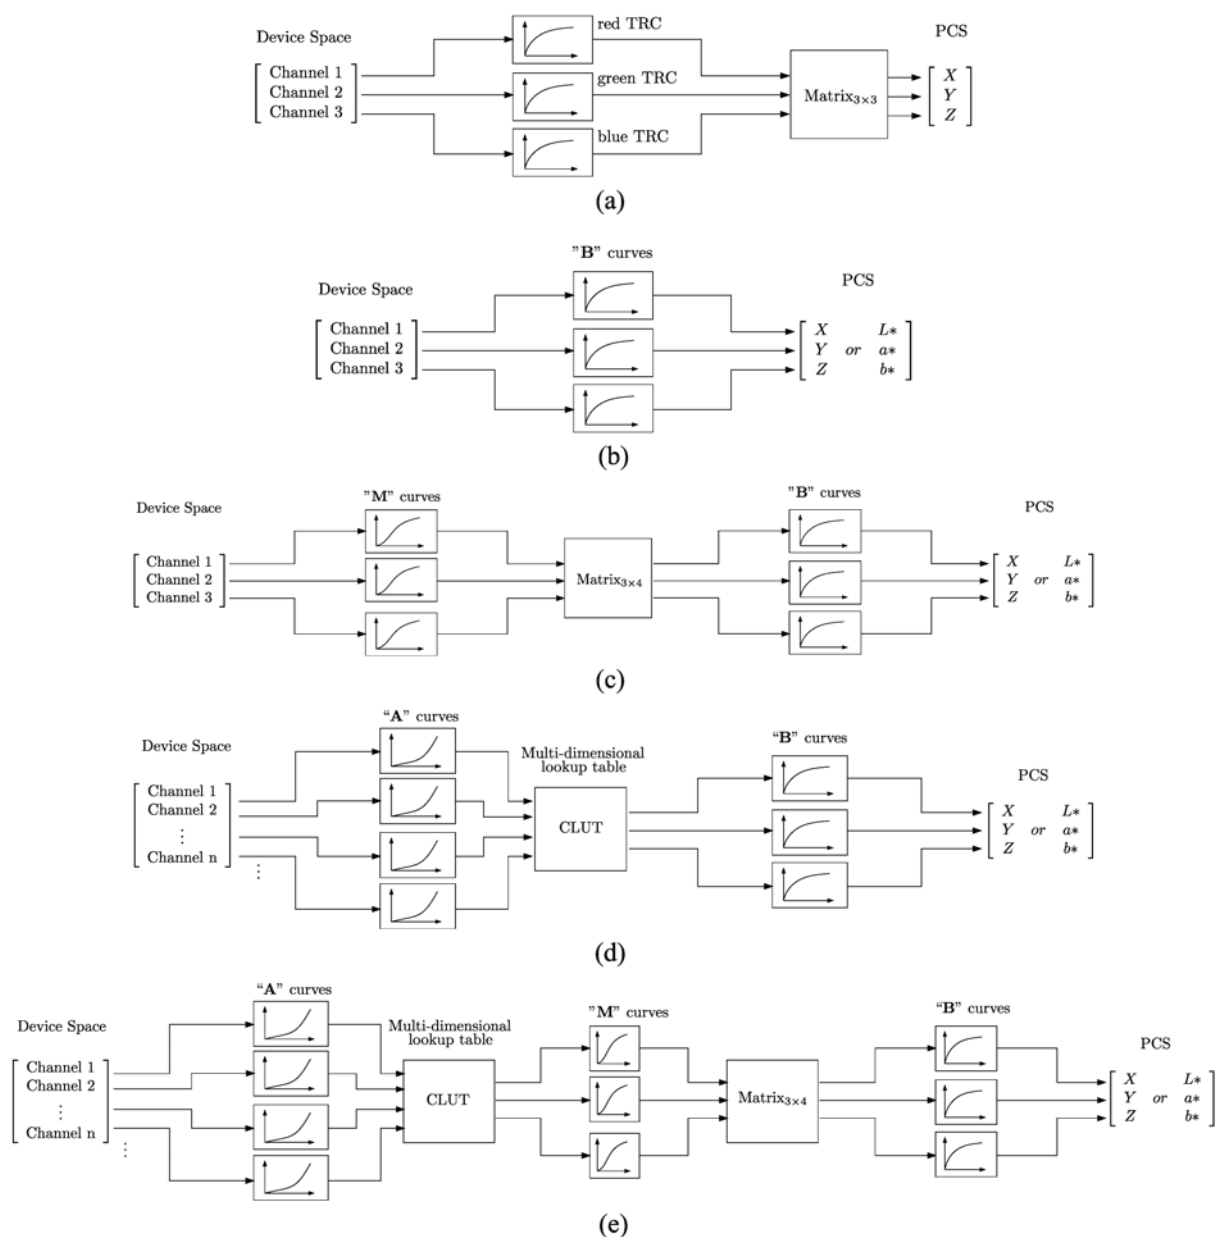 red TRC
Device Space
PCS
Channel 1
Channel 2
Channel 3
green TRC
Matrix3×3
X
Y
Z
blue TRC
(a)
"B" curves
Device Space
PCS
Channel 1
Channel 2
Channel 3
X L*
Y or a*
Z b*
(b)
"M" curves
"B" curves
Device Space
PCS
Channel 1
Channel 2
Channel 3
Matrix3×4
X L*
Y or a*
Z b*
(c)
"A" curves
Device Space
Multi-dimensional
lookup table
"B" curves
PCS
Channel 1
Channel 2
⋮
Channel n
⋮
CLUT
X L*
Y or a*
Z b*
(d)
"A" curves
Device Space
Multi-dimensional
lookup table
"M" curves
"B" curves
PCS
Channel 1
Channel 2
⋮
Channel n
⋮
CLUT
Matrix3×4
X L*
Y or a*
Z b*
(e)